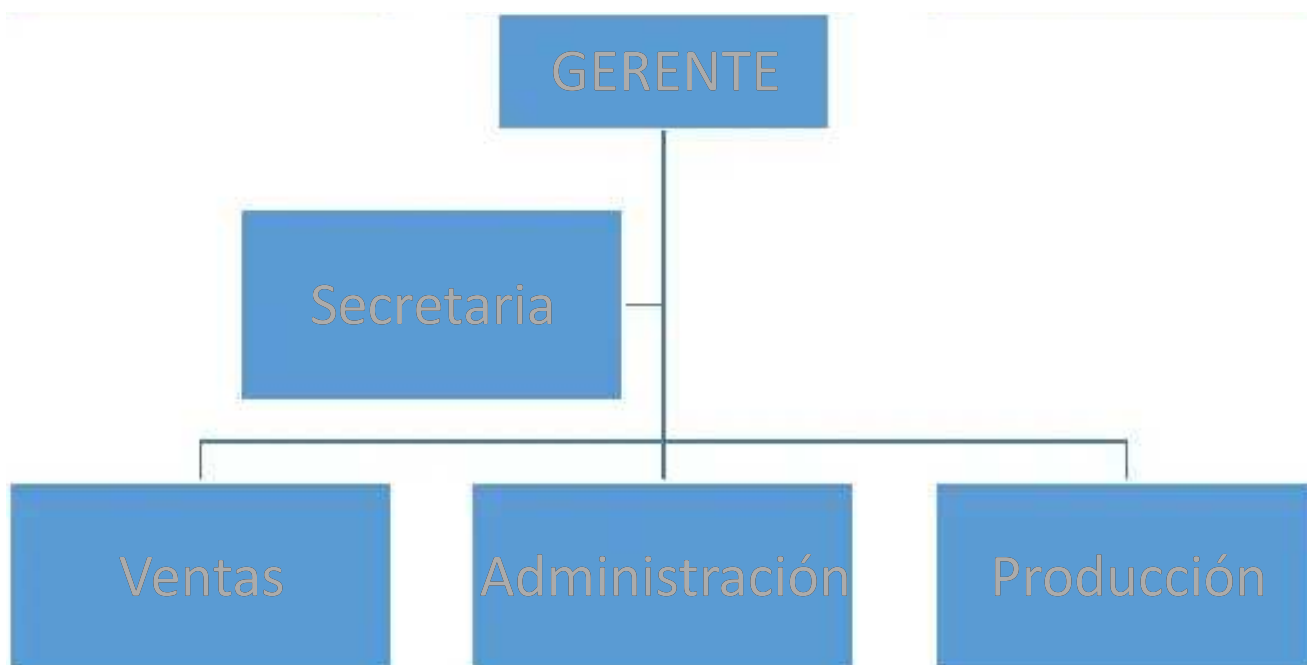 GERENTE
Secretaria
Ventas
Administración
Producción